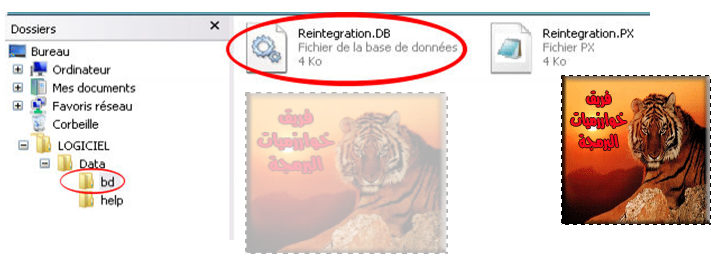 Dossiers
Bureau
Ordinateur
Mes documents
Favoris réseau
Corbeille
LOGICIEL
Data
bd
help
Reintegration.DB
Fichier de la base de données
4 Ko
Reintegration.PX
Fichier PX
4 Ko
فريق
خوارزميات
البرمجة
فريق
خوارزميات
البرمجة